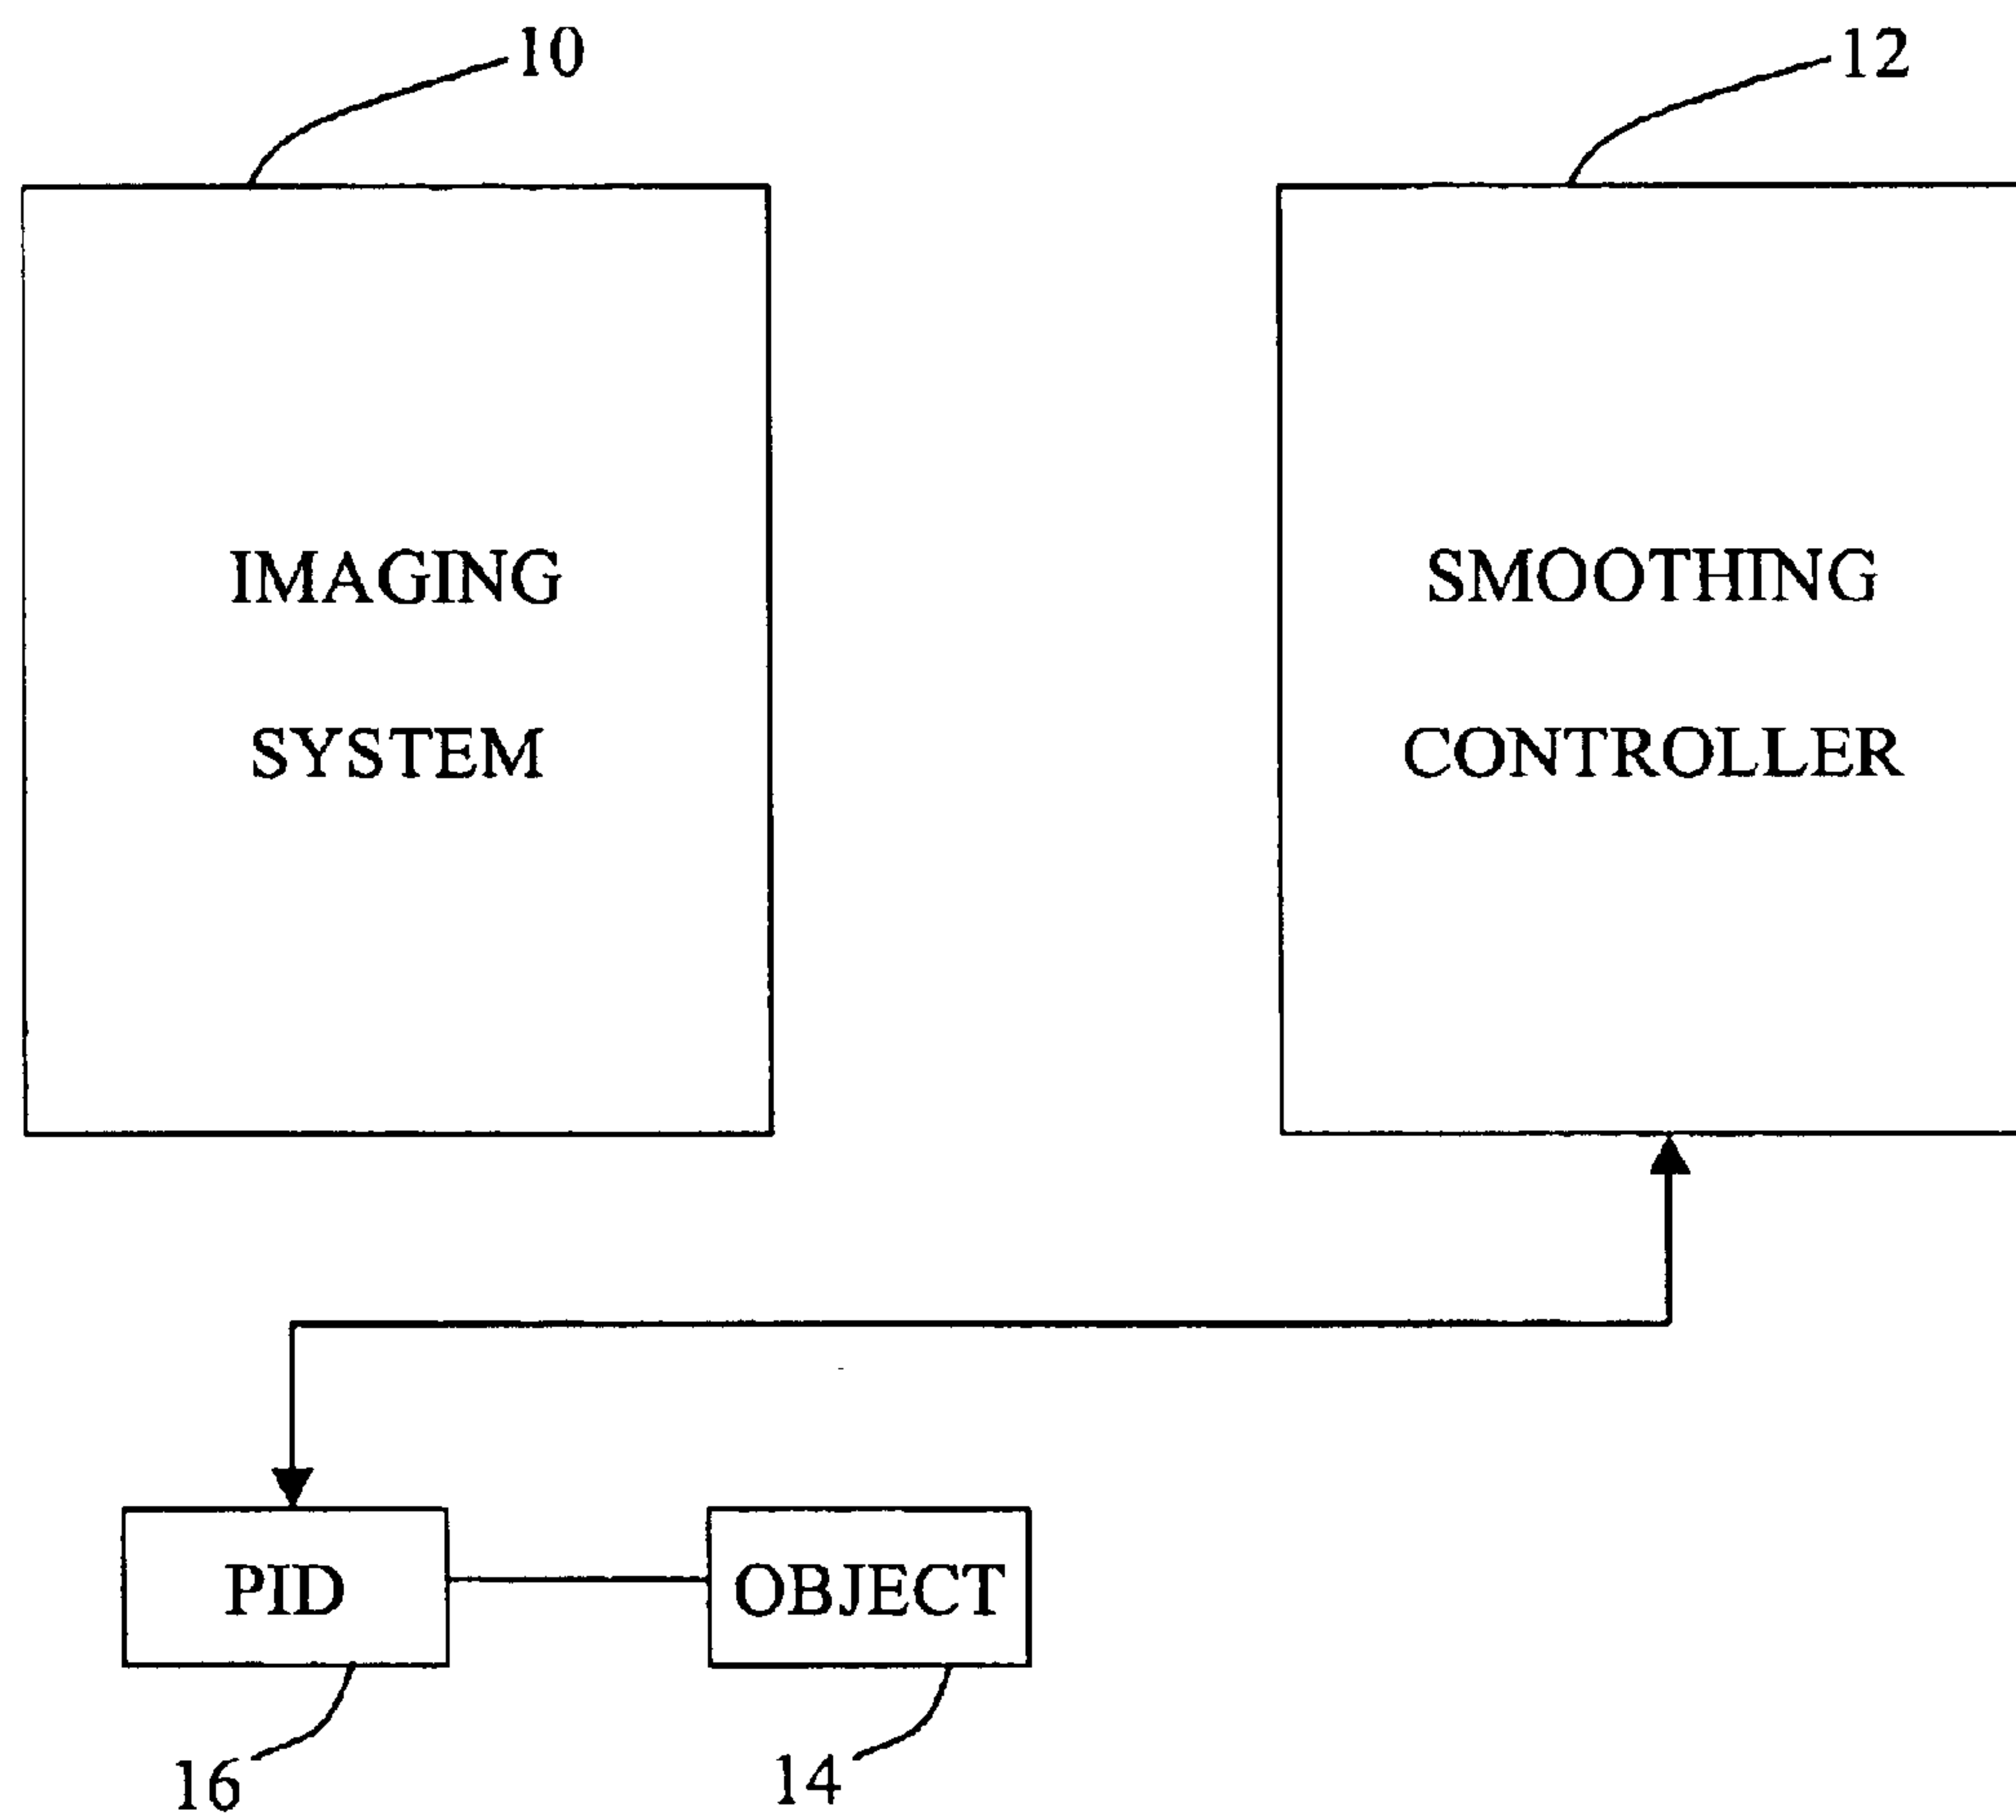 10
12
IMAGING
SYSTEM
SMOOTHING
CONTROLLER
PID
OBJECT
16
14